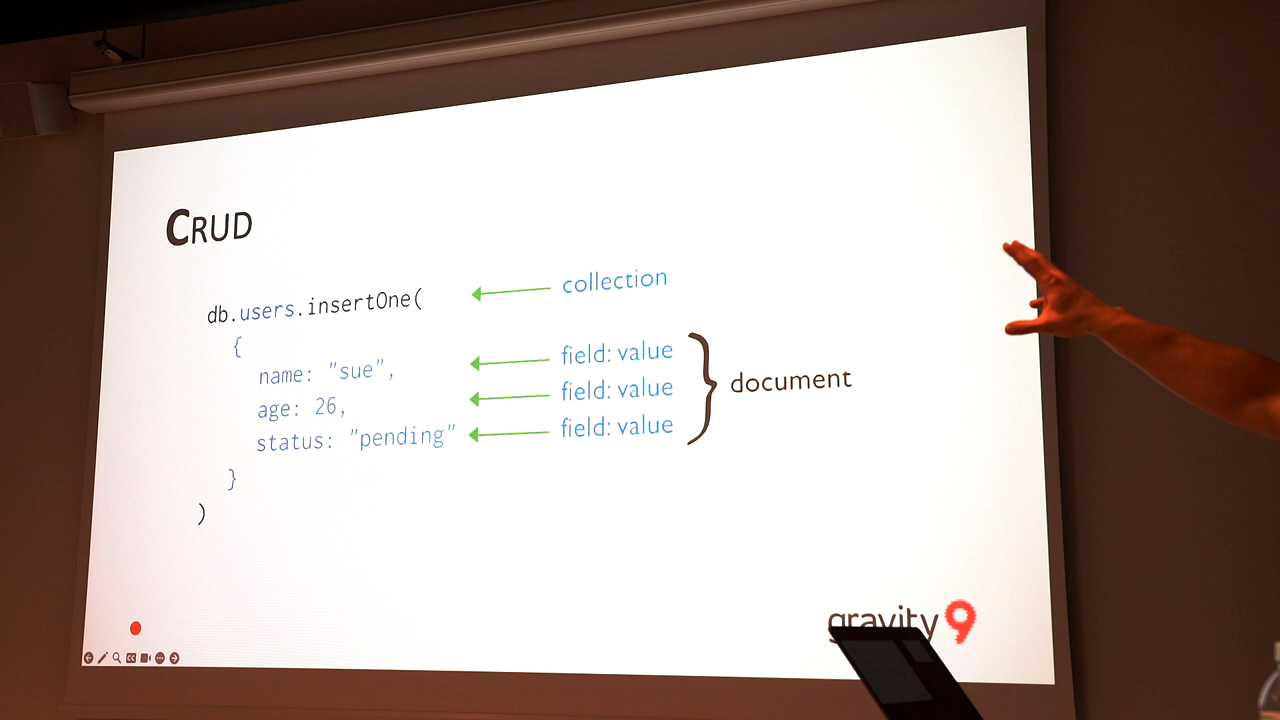 CRUD
db.users.insertOne( collection
{
name: "sue", field: value
age: 26, field: value
status: "pending" field: value
document
}
)
gravity9